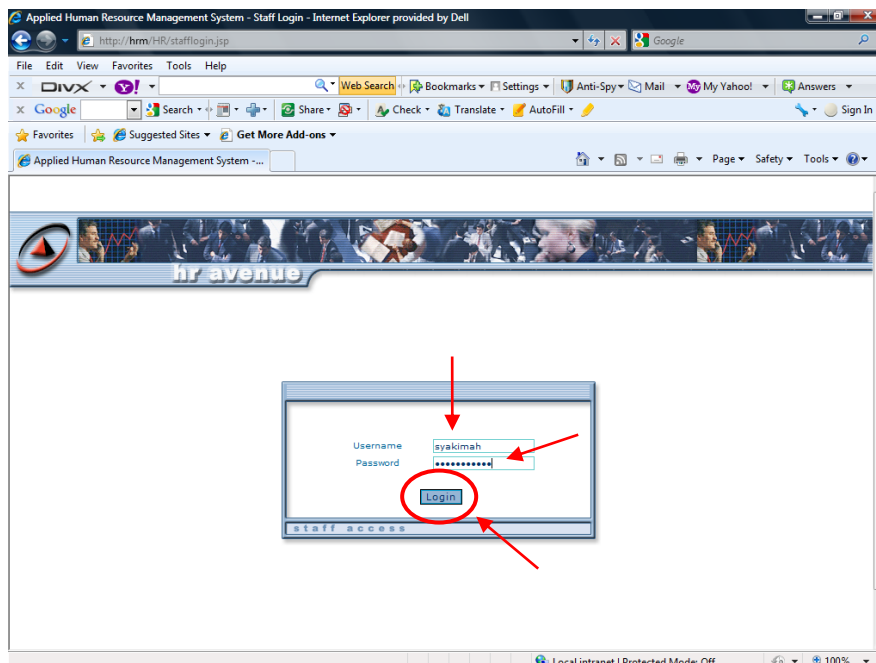 Applied Human Resource Management System - Staff Login - Internet Explorer provided by Dell
http://hrm/HR/stafflogin.jsp Google
File Edit View Favorites Tools Help
x DIVX Y! Web Search Bookmarks Settings Anti-Spy Mail My Yahoo! Answers
x Google Search Share Check Translate AutoFill Sign In
Favorites Suggested Sites Get More Add-ons
Applied Human Resource Management System -... Page Safety Tools
hr avenue
Username syakimah
Password •••••••••••
Login
staff access
Local intranet | Protected Mode: Off 100%